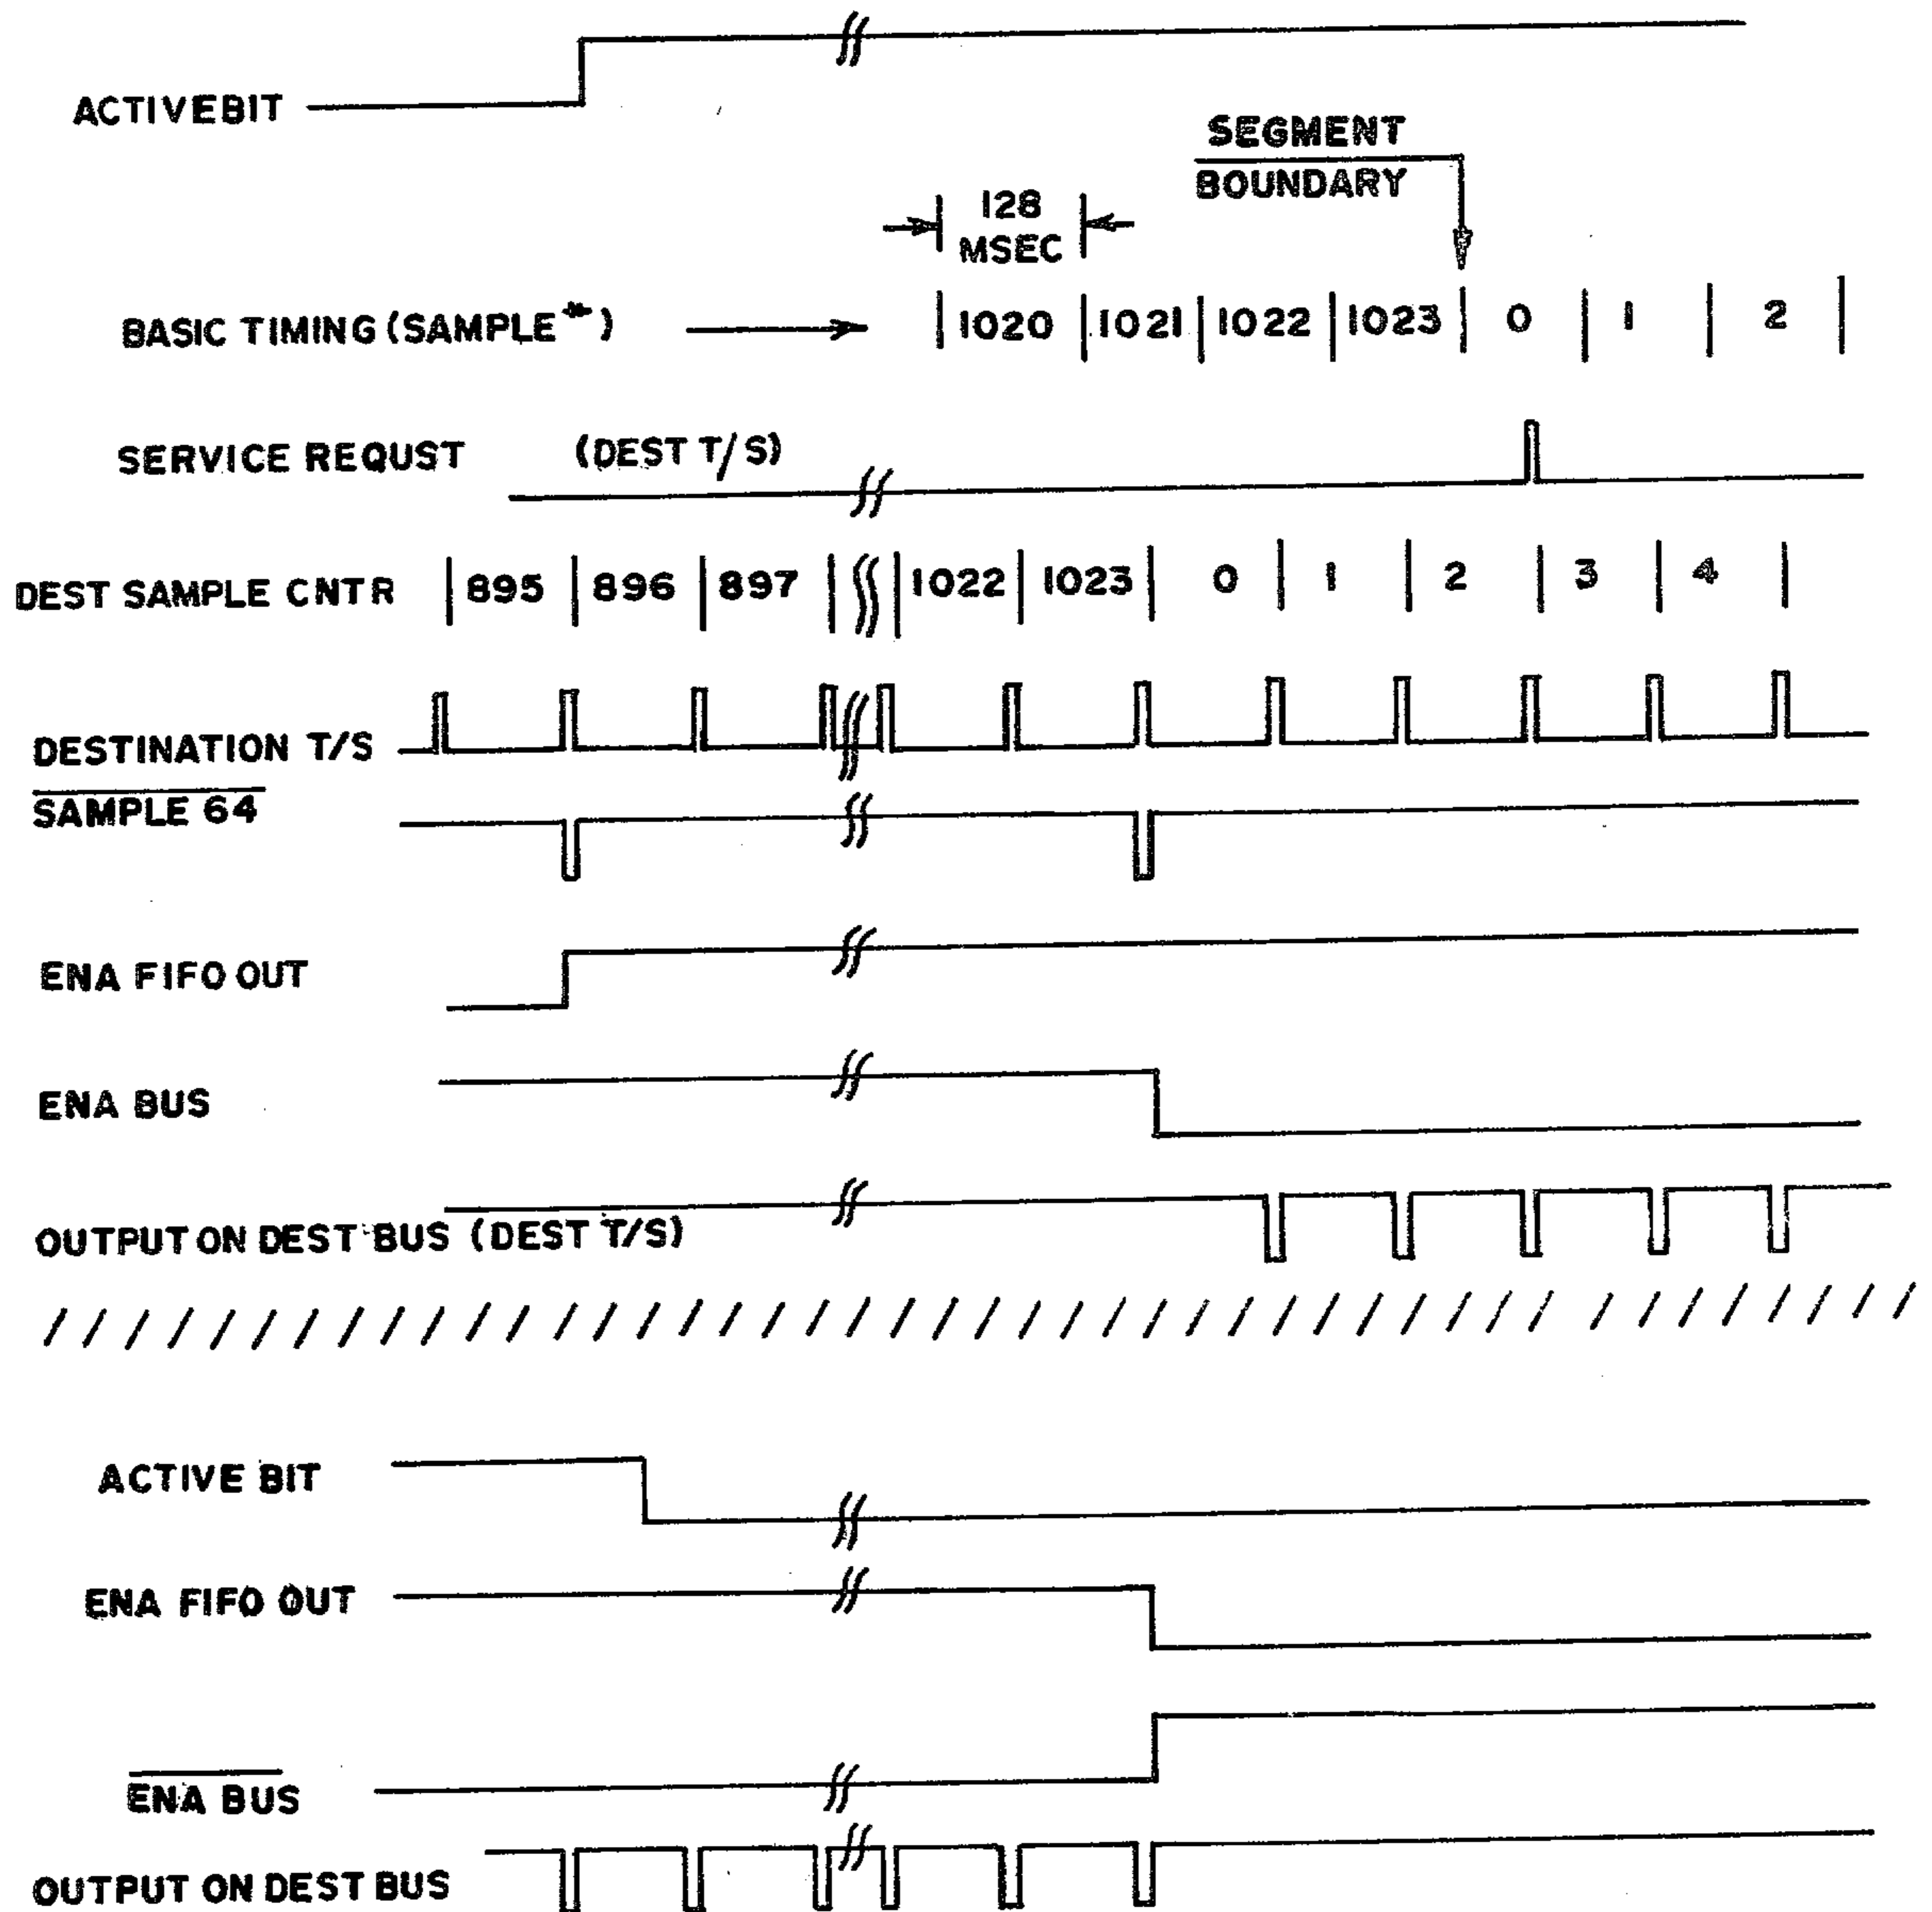 ACTIVEBIT
SEGMENT
BOUNDARY
128
MSEC
BASIC TIMING (SAMPLE#) 1020 1021 1022 1023 0 1 2
SERVICE REQUST (DEST T/S)
DEST SAMPLE CNTR 895 896 897 1022 1023 0 1 2 3 4
DESTINATION T/S
SAMPLE 64
ENA FIFO OUT
ENA BUS
OUTPUT ON DEST BUS (DEST T/S)
ACTIVE BIT
ENA FIFO OUT
ENA BUS
OUTPUT ON DEST BUS